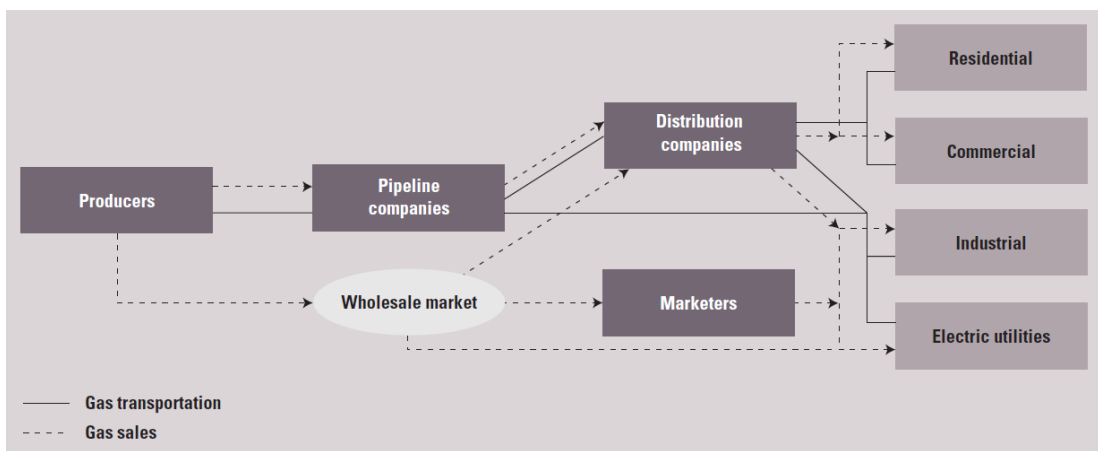 Residential
Distribution
companies
Commercial
Pipeline
companies
Producers
Industrial
Wholesale market
Marketers
Electric utilities
Gas transportation
Gas sales